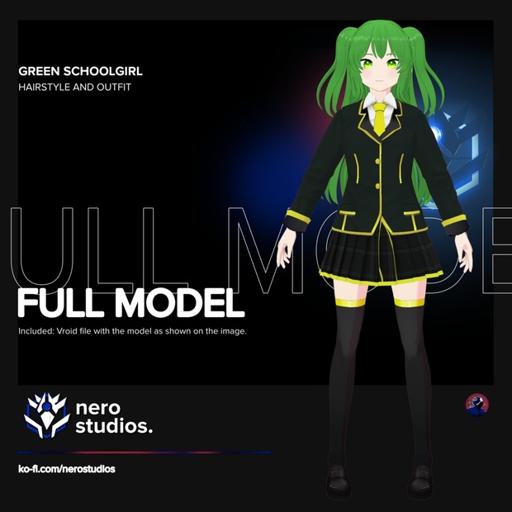 GREEN SCHOOLGIRL
HAIRSTYLE AND OUTFIT
ULL MODE
FULL MODEL
Included: Vroid file with the model as shown on the image.
nero
studios.
ko-fi.com/nerostudios